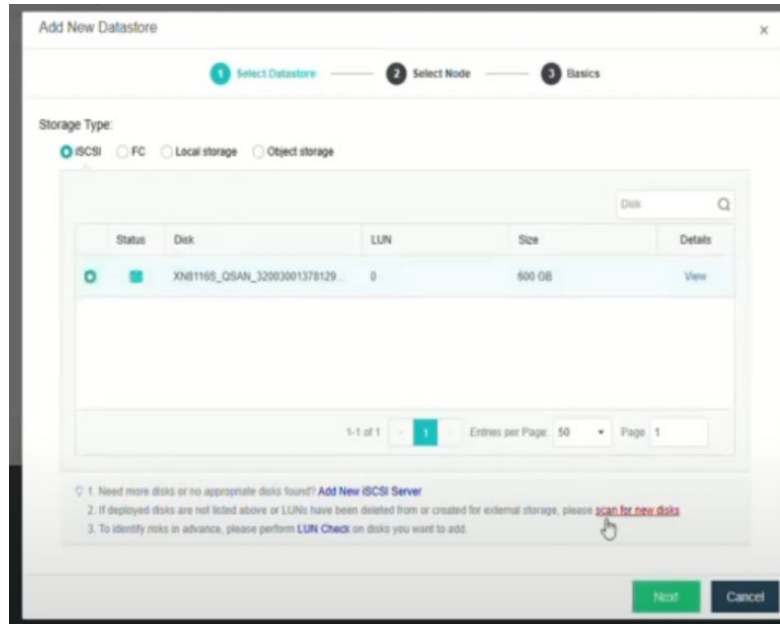 Add New Datastore
1 Select Datastore 2 Select Node 3 Basics
Storage Type:
iSCSI FC Local storage Object storage
Disk
Status Disk LUN Size Details
XN8116S_QSAN_32003001378129... 0 600 GB View
1-1 of 1 1 Entries per Page: 50 Page 1
1. Need more disks or no appropriate disks found? Add New iSCSI Server
2. If deployed disks are not listed above or LUNs have been deleted from or created for external storage, please scan for new disks
3. To identify risks in advance, please perform LUN Check on disks you want to add.
Next Cancel